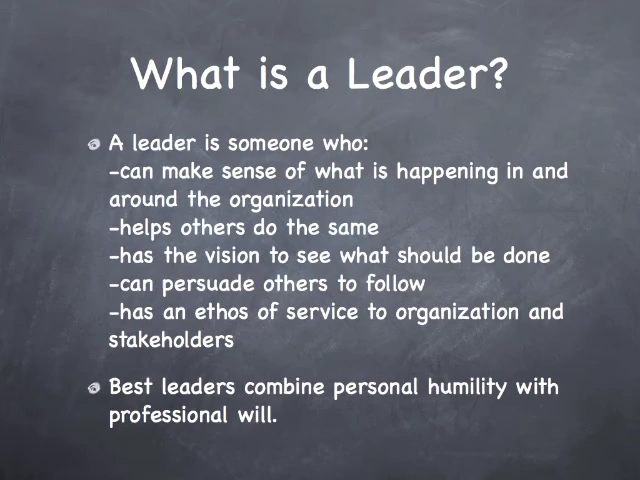 What is a Leader?
A leader is someone who:
-can make sense of what is happening in and
around the organization
-helps others do the same
-has the vision to see what should be done
-can persuade others to follow
-has an ethos of service to organization and
stakeholders
Best leaders combine personal humility with
professional will.